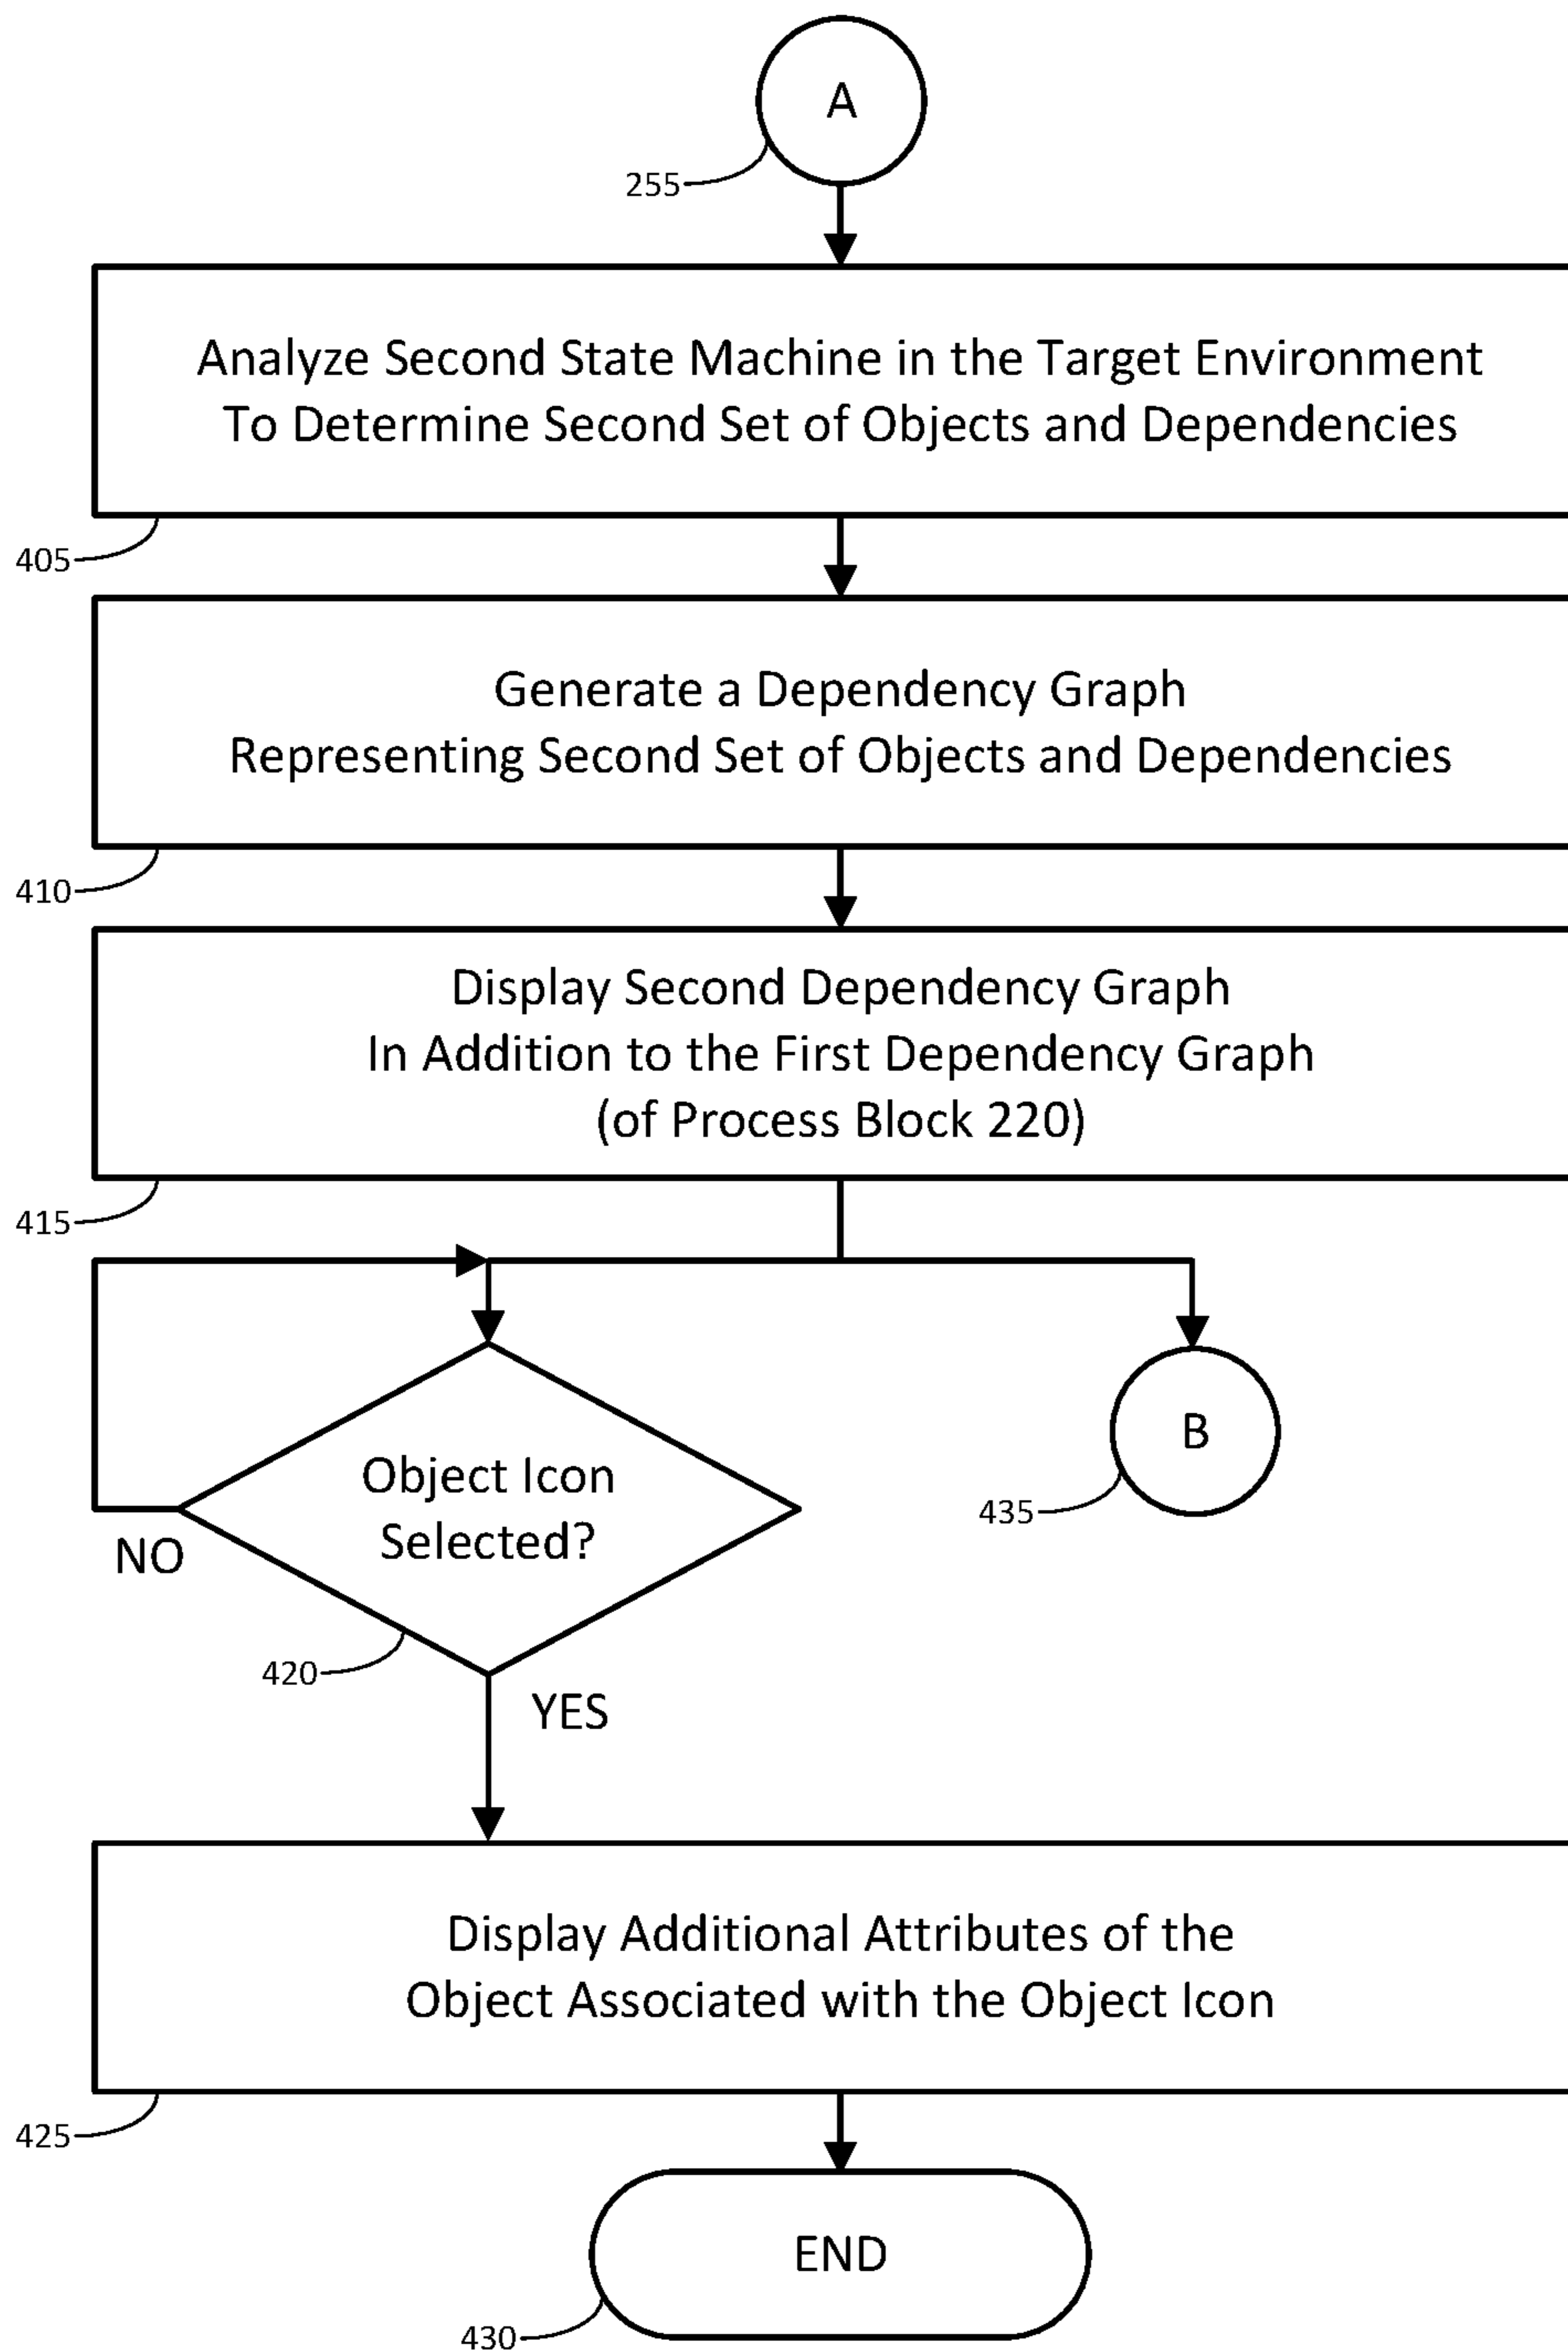 A
255
Analyze Second State Machine in the Target Environment
To Determine Second Set of Objects and Dependencies
405
Generate a Dependency Graph
Representing Second Set of Objects and Dependencies
410
Display Second Dependency Graph
In Addition to the First Dependency Graph
(of Process Block 220)
415
Object Icon
Selected?
NO
420
YES
B
435
Display Additional Attributes of the
Object Associated with the Object Icon
425
END
430